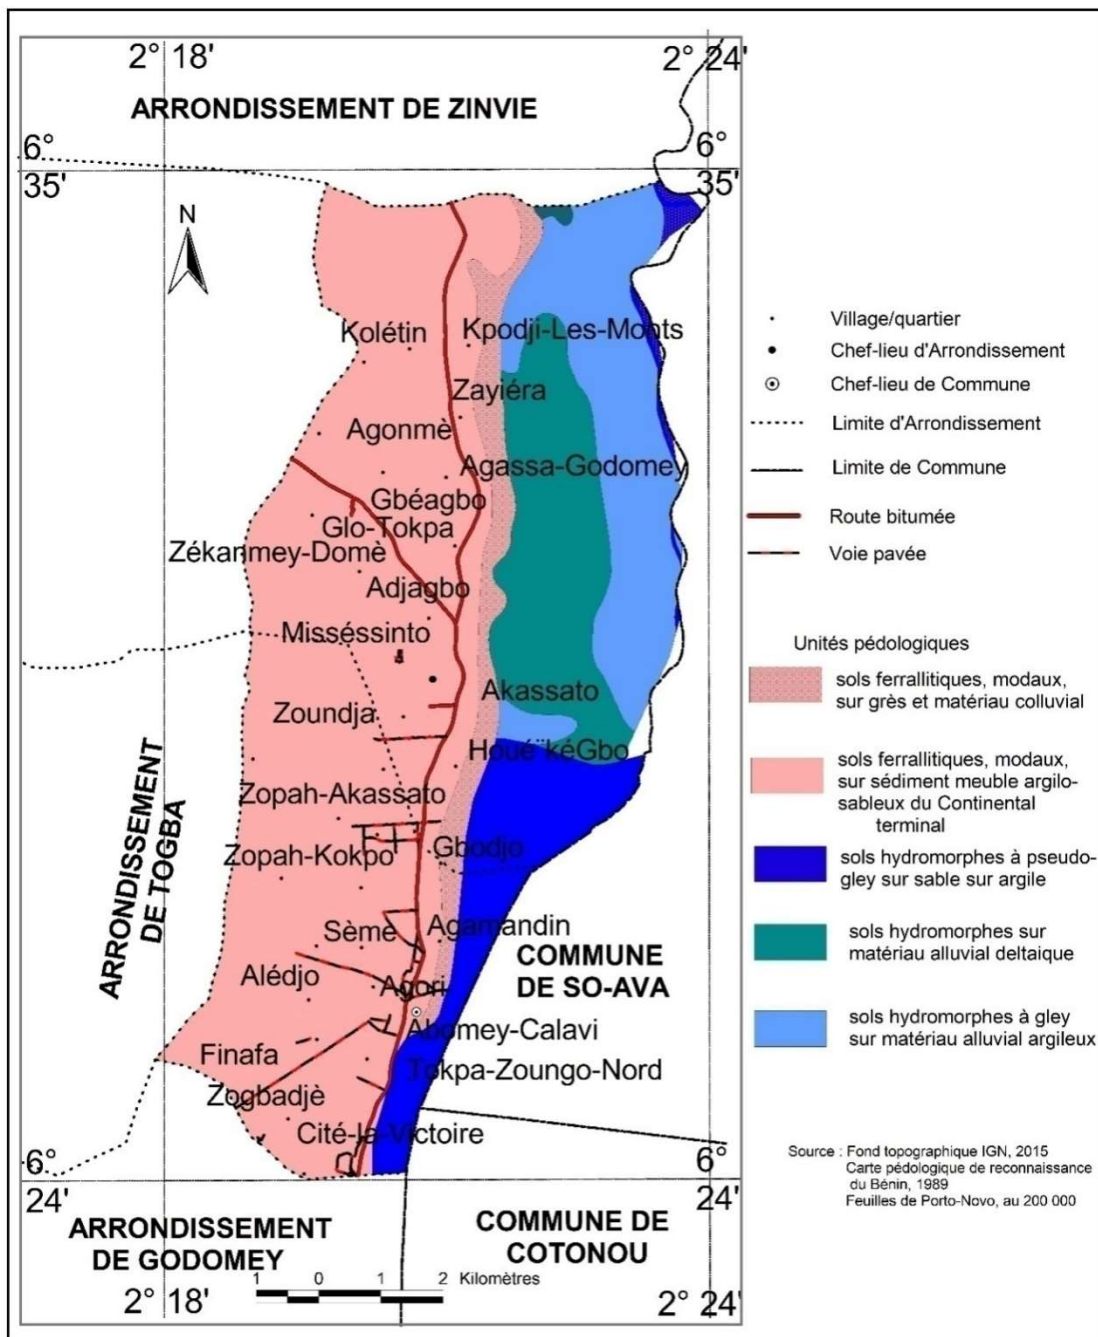 2° 18'
2° 24'
ARRONDISSEMENT DE ZINVIE
6°
35'
6°
35'
N
Kolétin
Kpodji-Les-Monts
Zayiéra
Agonmè
Agassa-Godomey
Gbéagbo
Glo-Tokpa
Zékanmey-Domè
Adjagbo
Misséssinto
Akassato
Zoundja
Houé¨kéGbo
Zopah-Akassato
Zopah-Kokpo
Gbodjo
ARRONDISSEMENT
DE TOGBA
Sèmè
Agamandin
COMMUNE
DE SO-AVA
Alédjo
Agori
Abomey-Calavi
Finafa
Tokpa-Zoungo-Nord
Zogbadjè
Cité-la-Victoire
6°
24'
6°
24'
ARRONDISSEMENT
DE GODOMEY
COMMUNE DE
COTONOU
1 0 1 2 Kilomètres
2° 18'
2° 24'
Village/quartier
Chef-lieu d'Arrondissement
Chef-lieu de Commune
Limite d'Arrondissement
Limite de Commune
Route bitumée
Voie pavée
Unités pédologiques
sols ferrallitiques, modaux,
sur grès et matériau colluvial
sols ferrallitiques, modaux,
sur sédiment meuble argilo-
sableux du Continental
terminal
sols hydromorphes à pseudo-
gley sur sable sur argile
sols hydromorphes sur
matériau alluvial deltaique
sols hydromorphes à gley
sur matériau alluvial argileux
Source : Fond topographique IGN, 2015
Carte pédologique de reconnaissance
du Bénin, 1989
Feuilles de Porto-Novo, au 200 000